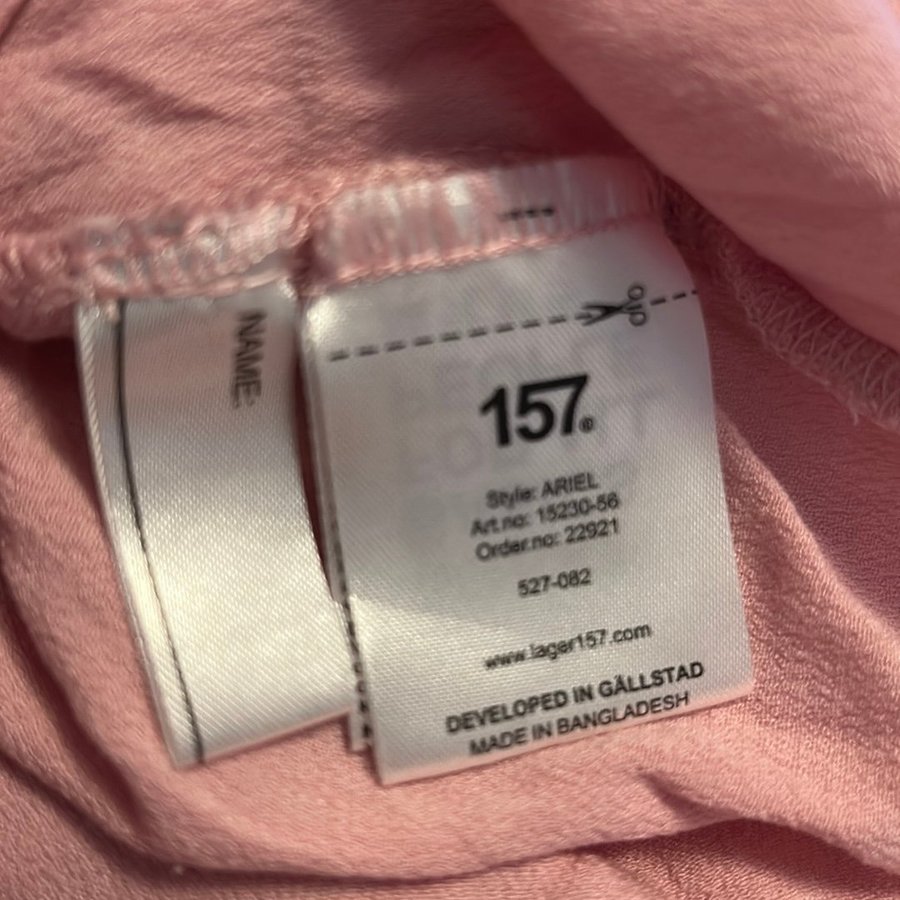 NAME:
157®
Style: ARIEL
Art.no: 15230-56
Order.no: 22921
527-082
www.lager157.com
DEVELOPED IN GÄLLSTAD
MADE IN BANGLADESH